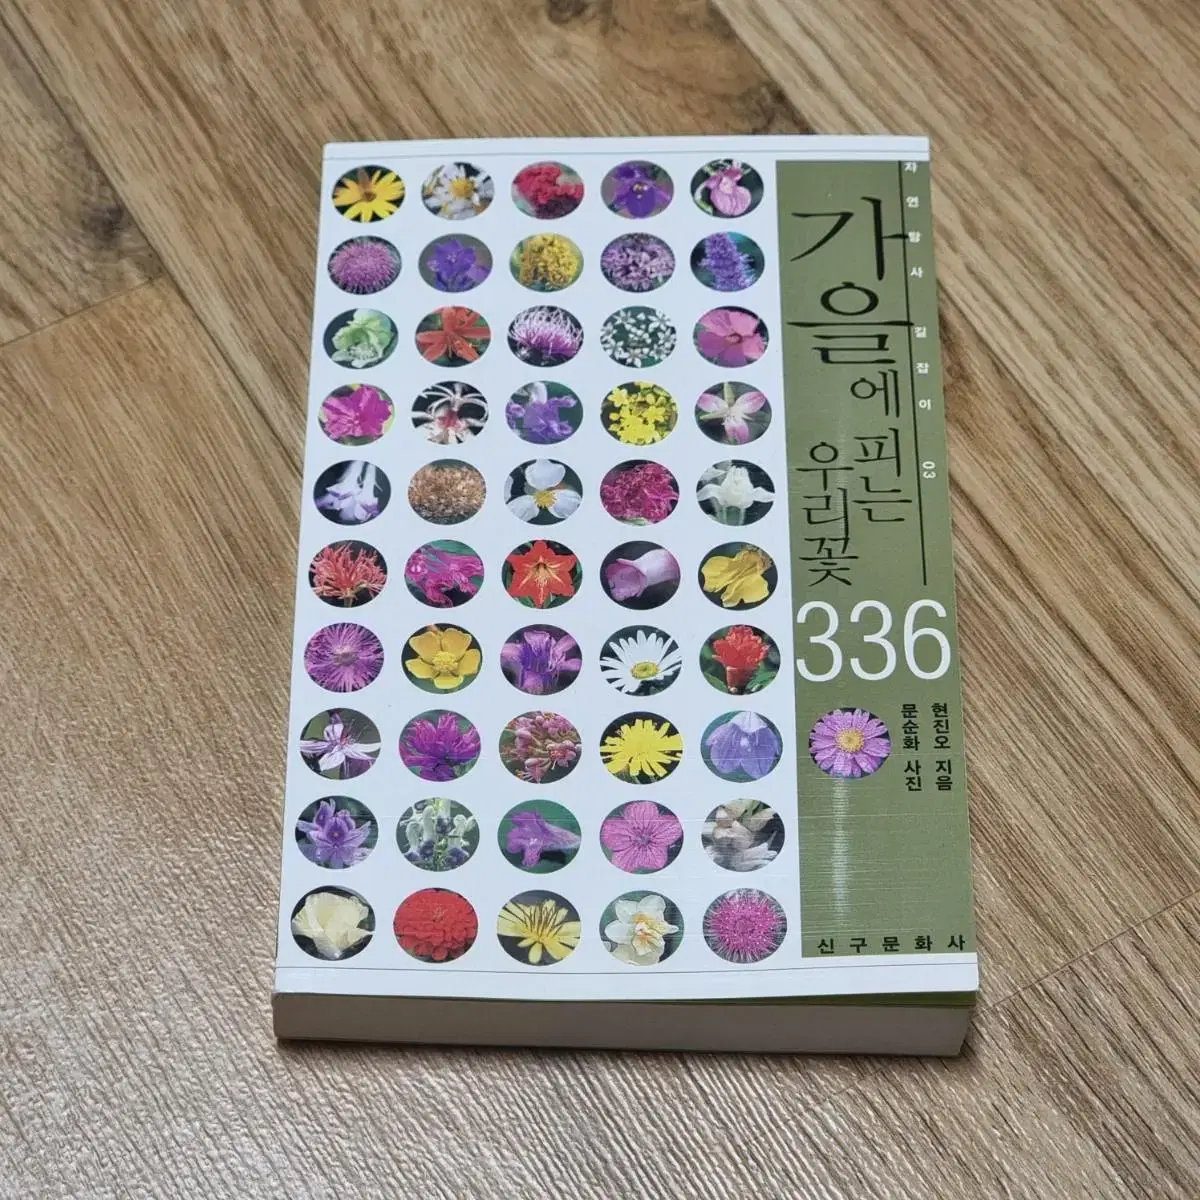 자연탐사 길잡이 03
가을에 피는
우리꽃
336
현진오 지음
문순화 사진
신구문화사